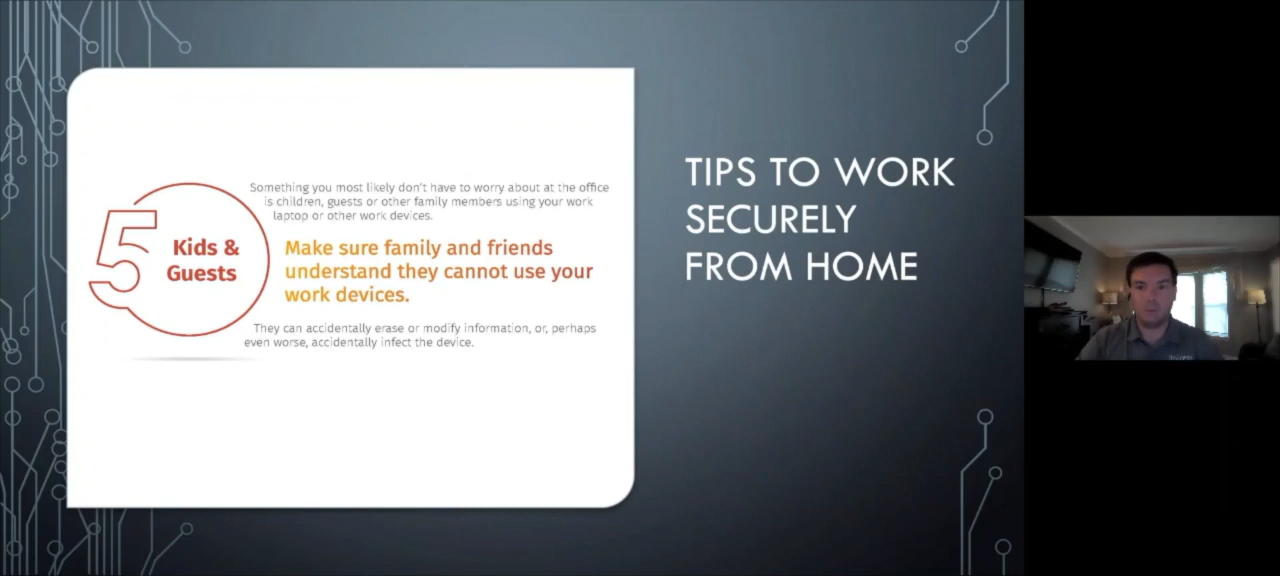 5
Kids &
Guests
Something you most likely don't have to worry about at the office
is children, guests or other family members using your work
laptop or other work devices.
Make sure family and friends
understand they cannot use your
work devices.
They can accidentally erase or modify information, or, perhaps
even worse, accidentally infect the device.
TIPS TO WORK
SECURELY
FROM HOME